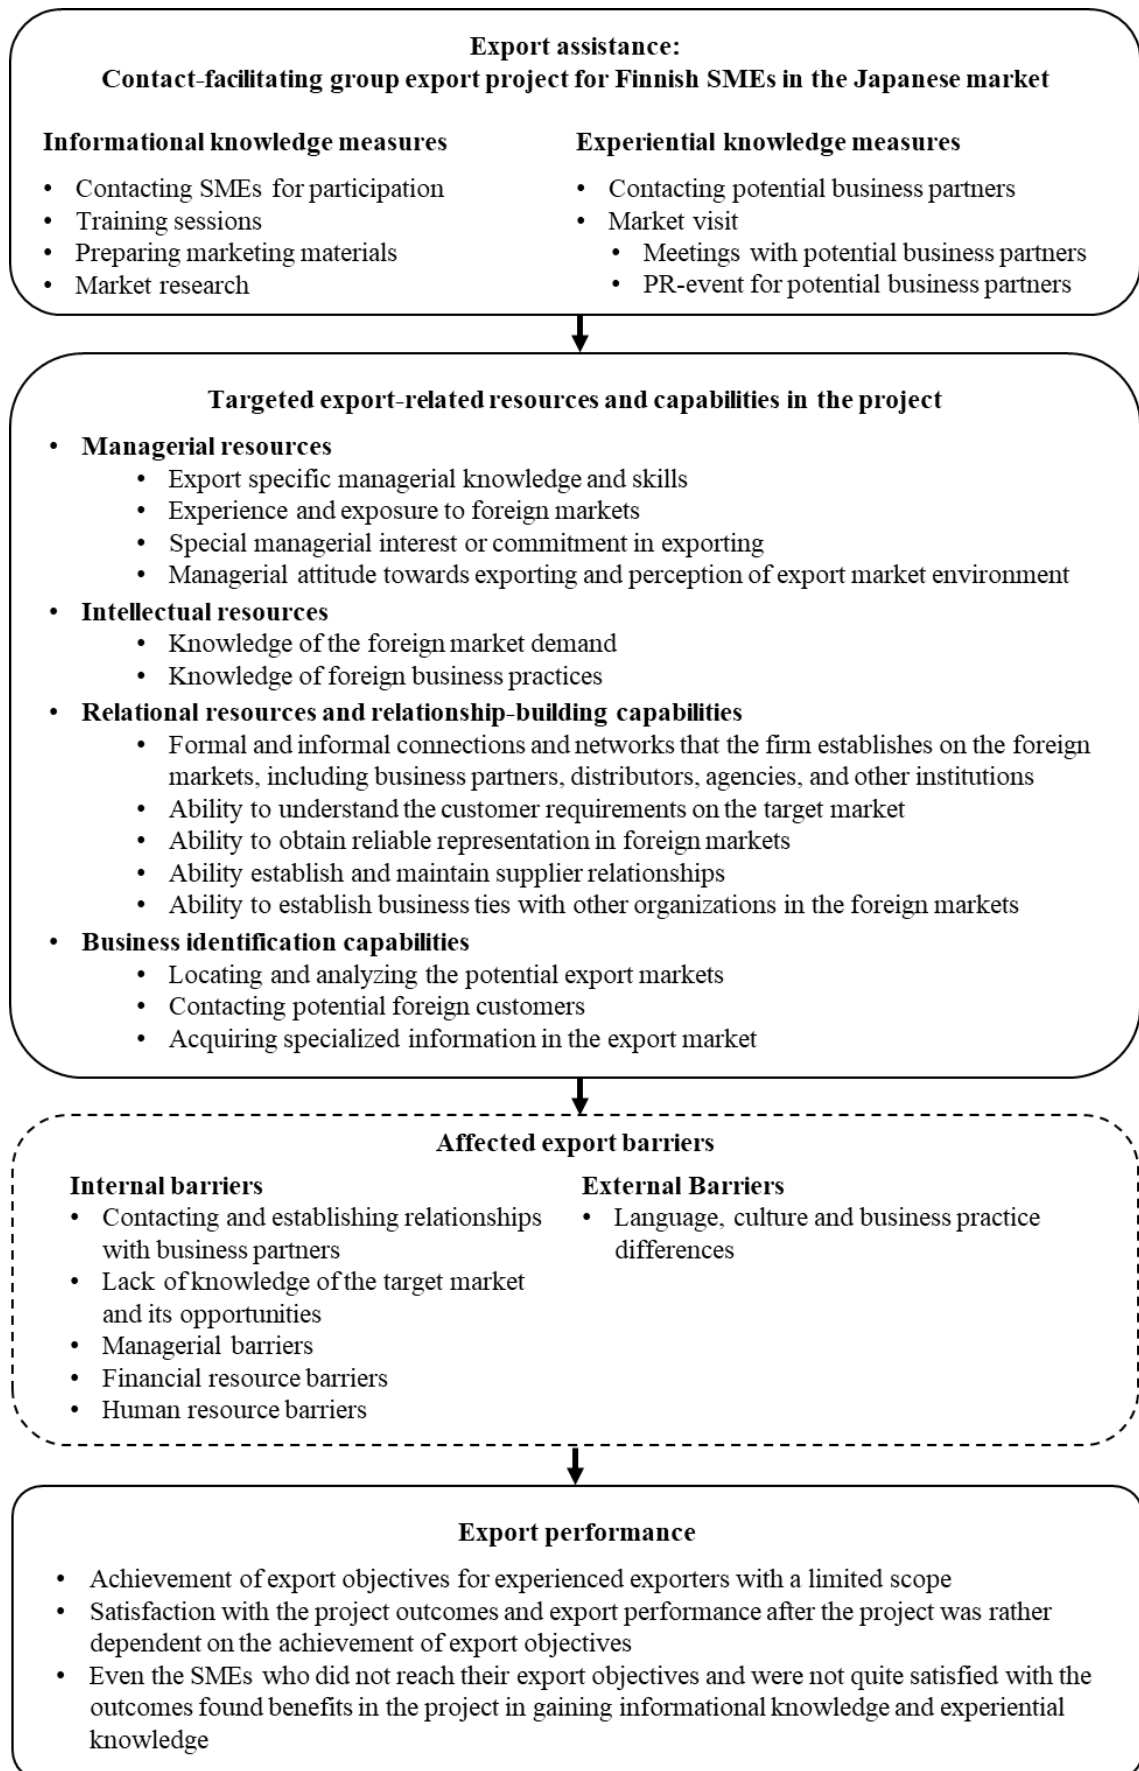 Export assistance:
Contact-facilitating group export project for Finnish SMEs in the Japanese market
Informational knowledge measures
• Contacting SMEs for participation
• Training sessions
• Preparing marketing materials
• Market research
Experiential knowledge measures
• Contacting potential business partners
• Market visit
• Meetings with potential business partners
• PR-event for potential business partners
Targeted export-related resources and capabilities in the project
• Managerial resources
• Export specific managerial knowledge and skills
• Experience and exposure to foreign markets
• Special managerial interest or commitment in exporting
• Managerial attitude towards exporting and perception of export market environment
• Intellectual resources
• Knowledge of the foreign market demand
• Knowledge of foreign business practices
• Relational resources and relationship-building capabilities
• Formal and informal connections and networks that the firm establishes on the foreign
markets, including business partners, distributors, agencies, and other institutions
• Ability to understand the customer requirements on the target market
• Ability to obtain reliable representation in foreign markets
• Ability establish and maintain supplier relationships
• Ability to establish business ties with other organizations in the foreign markets
• Business identification capabilities
• Locating and analyzing the potential export markets
• Contacting potential foreign customers
• Acquiring specialized information in the export market
Affected export barriers
Internal barriers
• Contacting and establishing relationships
with business partners
• Lack of knowledge of the target market
and its opportunities
• Managerial barriers
• Financial resource barriers
• Human resource barriers
External Barriers
• Language, culture and business practice
differences
Export performance
• Achievement of export objectives for experienced exporters with a limited scope
• Satisfaction with the project outcomes and export performance after the project was rather
dependent on the achievement of export objectives
• Even the SMEs who did not reach their export objectives and were not quite satisfied with the
outcomes found benefits in the project in gaining informational knowledge and experiential
knowledge